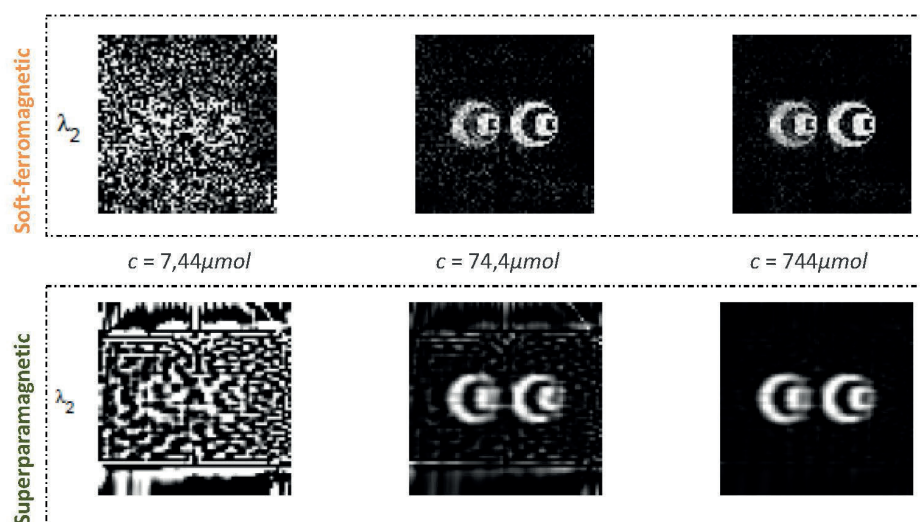 Soft-ferromagnetic
λ2
c = 7,44μmol
c = 74,4μmol
c = 744μmol
Superparamagnetic
λ2